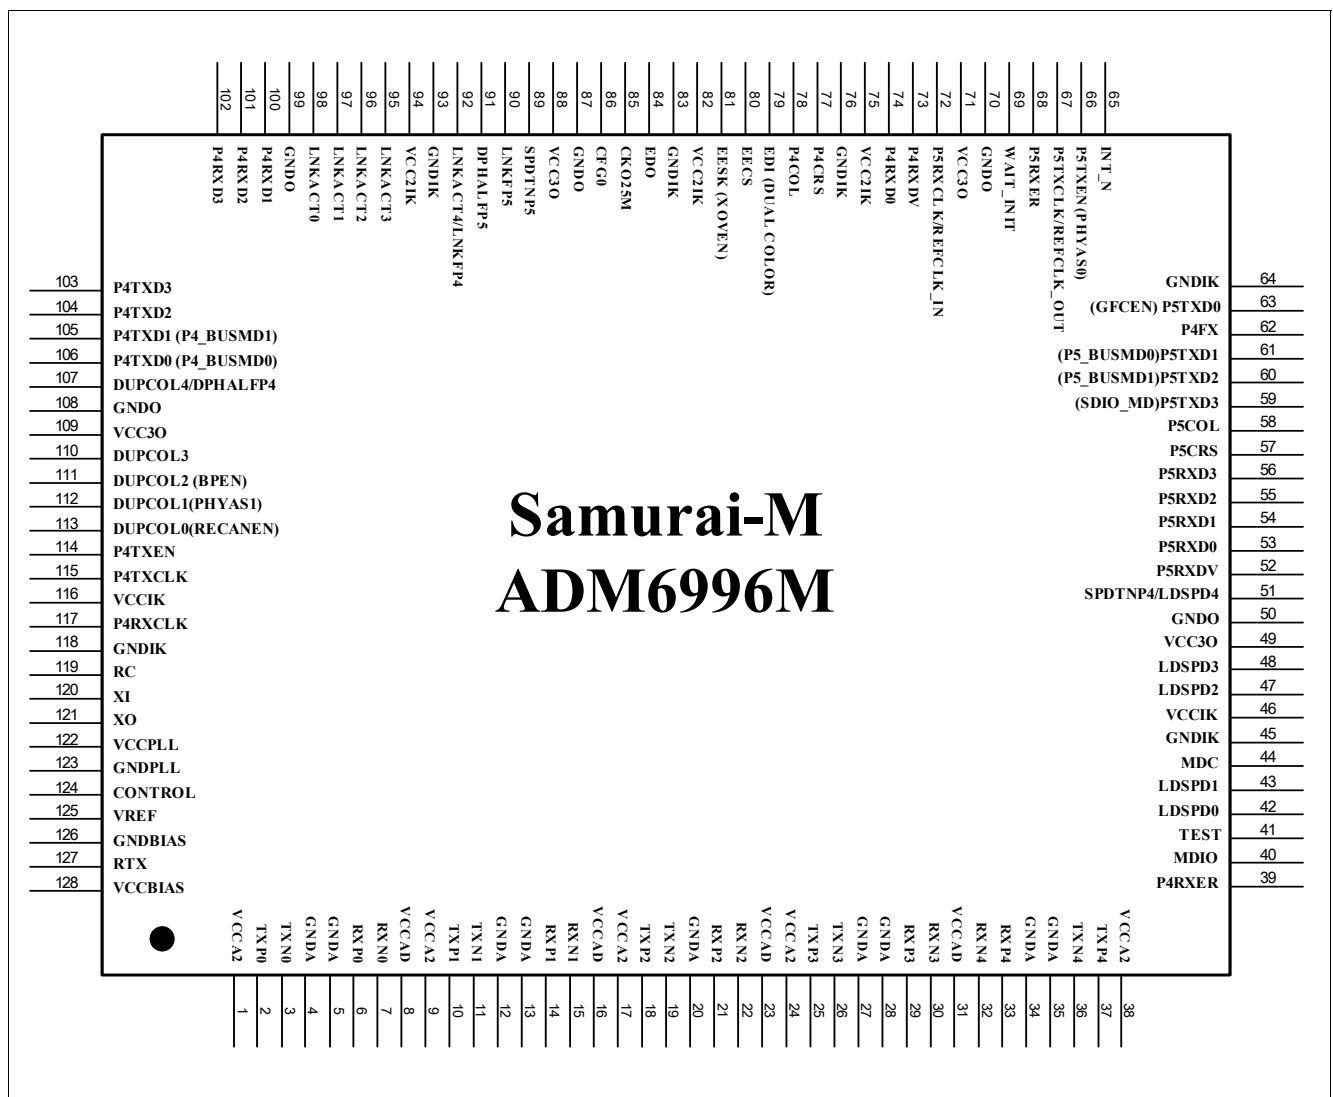 102 101 100 99 98 97 96 95 94 93 92 91 90 89 88 87 86 85 84 83 82 81 80 79 78 77 76 75 74 73 72 71 70 69 68 67 66 65
P4RXD3
P4RXD2
P4RXD1
GNDO
LNKACT0
LNKACT1
LNKACT2
LNKACT3
VCC2IK
GNDIK
LNKACT4/LNKFP4
DPHALFP5
LNKFP5
SPDTNP5
VCC3O
GNDO
CFG0
CKO25M
EDO
GNDIK
VCC2IK
EESK (XOVEN)
EECS
EDI (DUAL COLOR)
P4COL
P4CRS
GNDIK
VCC2IK
P4RXD0
P4RXDV
P5RXCLK/REFCLK_IN
VCC3O
GNDO
WAIT_INIT
P5RXER
P5TXCLK/REFCLK_OUT
P5TXEN(PHYAS0)
INT_N
103 P4TXD3
104 P4TXD2
105 P4TXD1 (P4_BUSMD1)
106 P4TXD0 (P4_BUSMD0)
107 DUPCOL4/DPHALFP4
108 GNDO
109 VCC3O
110 DUPCOL3
111 DUPCOL2 (BPEN)
112 DUPCOL1(PHYAS1)
113 DUPCOL0(RECANEN)
114 P4TXEN
115 P4TXCLK
116 VCCIK
117 P4RXCLK
118 GNDIK
119 RC
120 XI
121 XO
122 VCCPLL
123 GNDPLL
124 CONTROL
125 VREF
126 GNDBIAS
127 RTX
128 VCCBIAS
Samurai-M
ADM6996M
GNDIK 64
(GFCEN) P5TXD0 63
P4FX 62
(P5_BUSMD0)P5TXD1 61
(P5_BUSMD1)P5TXD2 60
(SDIO_MD)P5TXD3 59
P5COL 58
P5CRS 57
P5RXD3 56
P5RXD2 55
P5RXD1 54
P5RXD0 53
P5RXDV 52
SPDTNP4/LDSPD4 51
GNDO 50
VCC3O 49
LDSPD3 48
LDSPD2 47
VCCIK 46
GNDIK 45
MDC 44
LDSPD1 43
LDSPD0 42
TEST 41
MDIO 40
P4RXER 39
VCCA2
TXP0
TXN0
GNDA
GNDA
RXP0
RXN0
VCCAD
VCCA2
TXP1
TXN1
GNDA
GNDA
RXP1
RXN1
VCCAD
VCCA2
TXP2
TXN2
GNDA
RXP2
RXN2
VCCAD
VCCA2
TXP3
TXN3
GNDA
GNDA
RXP3
RXN3
VCCAD
RXN4
RXP4
GNDA
GNDA
TXN4
TXP4
VCCA2
1 2 3 4 5 6 7 8 9 10 11 12 13 14 15 16 17 18 19 20 21 22 23 24 25 26 27 28 29 30 31 32 33 34 35 36 37 38